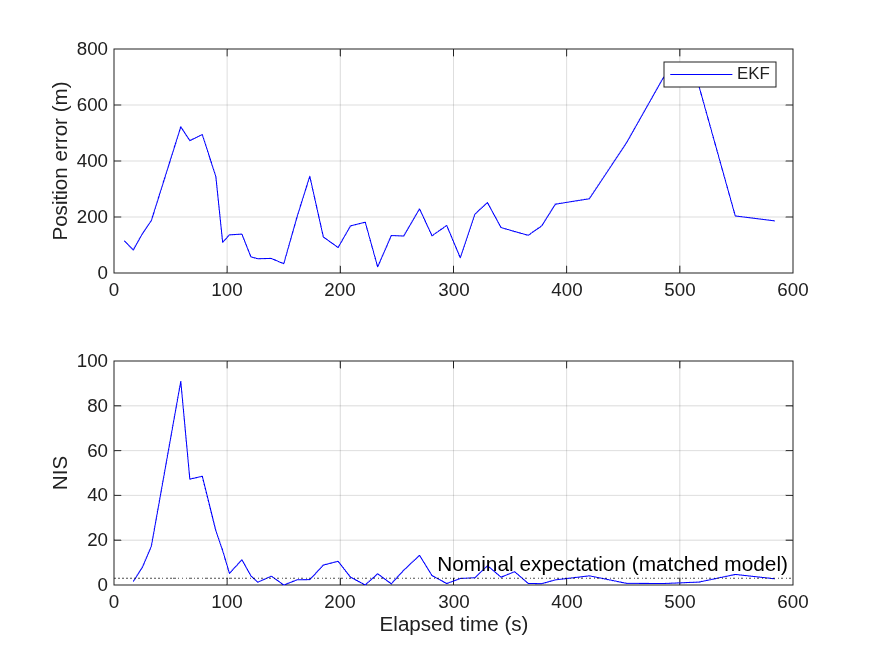 800
600
400
200
0
Position error (m)
EKF
0 100 200 300 400 500 600
100
80
60
40
20
0
NIS
Nominal expectation (matched model)
0 100 200 300 400 500 600
Elapsed time (s)